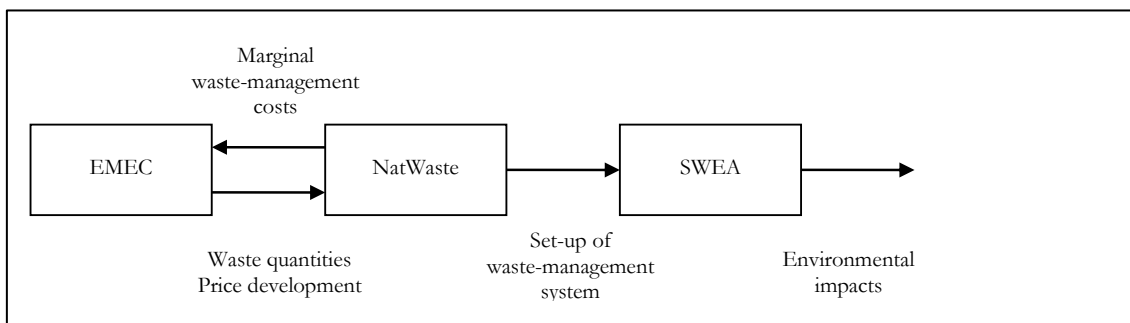 Marginal
waste-management
costs
EMEC
NatWaste
SWEA
Waste quantities
Price development
Set-up of
waste-management
system
Environmental
impacts